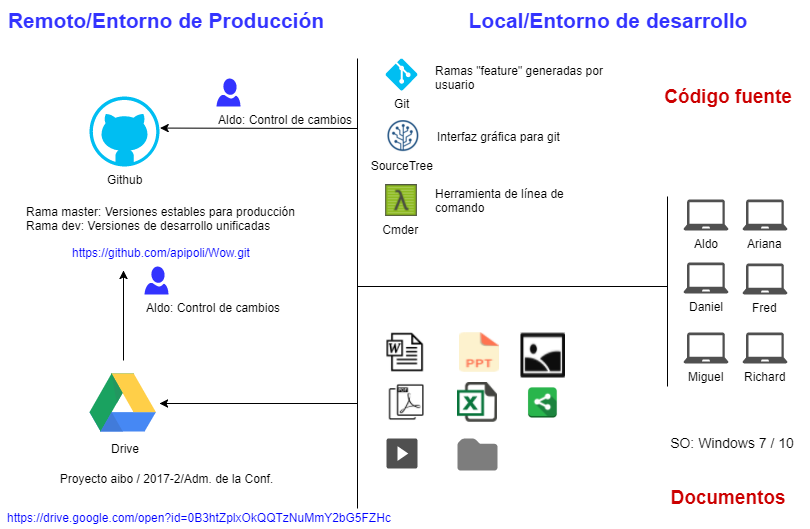 Remoto/Entorno de Producción
Local/Entorno de desarrollo
Aldo: Control de cambios
Github
Rama master: Versiones estables para producción
Rama dev: Versiones de desarrollo unificadas
https://github.com/apipoli/Wow.git
Aldo: Control de cambios
Drive
Proyecto aibo / 2017-2/Adm. de la Conf.
https://drive.google.com/open?id=0B3htZplxOkQQTzNuMmY2bG5FZHc
Git
Ramas "feature" generadas por
usuario
SourceTree
Interfaz gráfica para git
Cmder
λ
Herramienta de línea de
comando
Código fuente
Aldo
Ariana
Daniel
Fred
Miguel
Richard
W
PPT
PDF
X
SO: Windows 7 / 10
Documentos